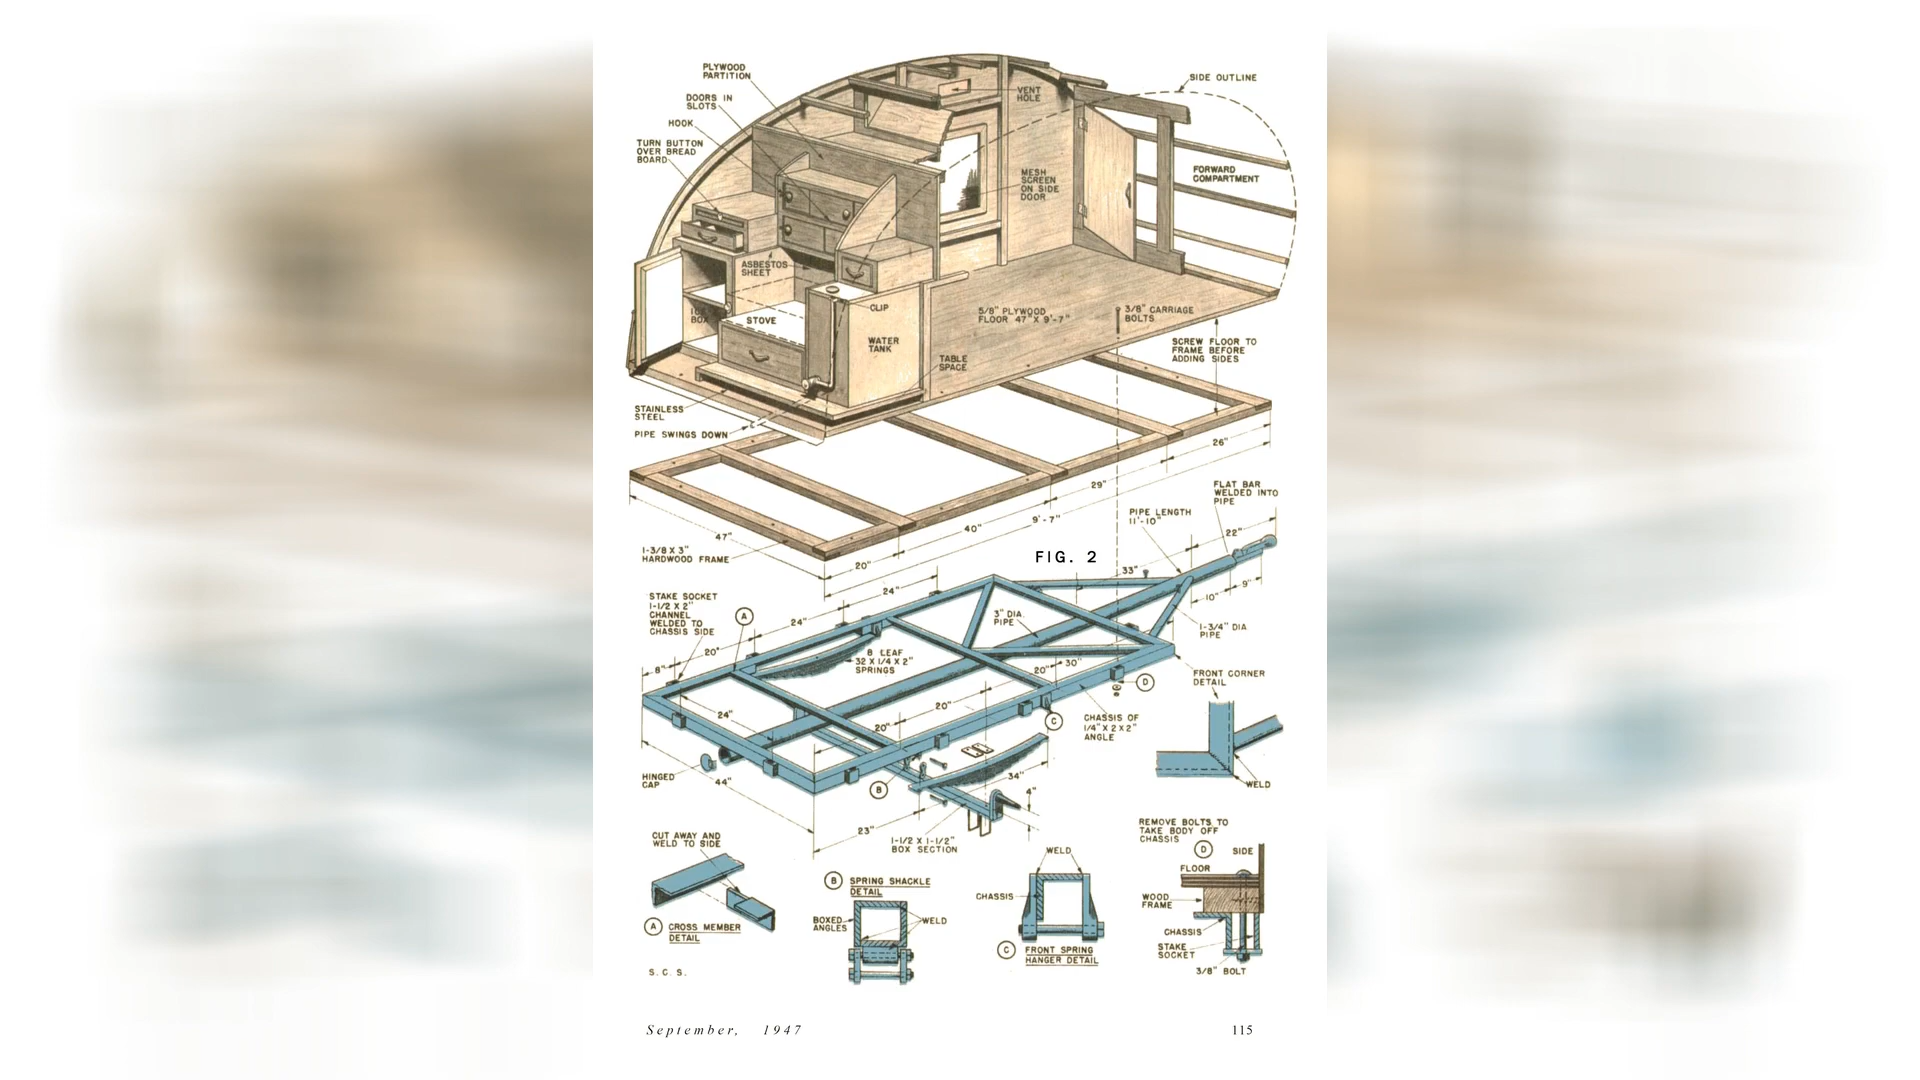 PLYWOOD
PARTITION
DOORS IN
SLOTS
HOOK
TURN BUTTON
OVER BREAD
BOARD
VENT
HOLE
SIDE OUTLINE
FORWARD
COMPARTMENT
MESH
SCREEN
ON SIDE
DOOR
ASBESTOS
SHEET
ICE
BOX
STOVE
CLIP
WATER
TANK
TABLE
SPACE
5/8" PLYWOOD
FLOOR 47" X 9'-7"
3/8" CARRIAGE
BOLTS
SCREW FLOOR TO
FRAME BEFORE
ADDING SIDES
STAINLESS
STEEL
PIPE SWINGS DOWN
26"
29"
40"
9'-7"
47"
20"
1-3/8 X 3"
HARDWOOD FRAME
FIG. 2
FLAT BAR
WELDED INTO
PIPE
PIPE LENGTH
11'-10"
22"
33"
9"
10"
1-3/4" DIA
PIPE
3" DIA.
PIPE
STAKE SOCKET
1-1/2 X 2"
CHANNEL
WELDED TO
CHASSIS SIDE
A
24"
24"
20"
8"
8 LEAF
32 X 1/4 X 2"
SPRINGS
20"
30"
D
FRONT CORNER
DETAIL
24"
20"
20"
C
CHASSIS OF
1/4" X 2 X 2"
ANGLE
WELD
HINGED
CAP
44"
B
34"
4"
23"
1-1/2 X 1-1/2"
BOX SECTION
CUT AWAY AND
WELD TO SIDE
A CROSS MEMBER
DETAIL
B SPRING SHACKLE
DETAIL
BOXED
ANGLES
WELD
WELD
CHASSIS
C FRONT SPRING
HANGER DETAIL
REMOVE BOLTS TO
TAKE BODY OFF
CHASSIS
D
SIDE
FLOOR
WOOD
FRAME
CHASSIS
STAKE
SOCKET
3/8" BOLT
S. C. S.
September, 1947
115